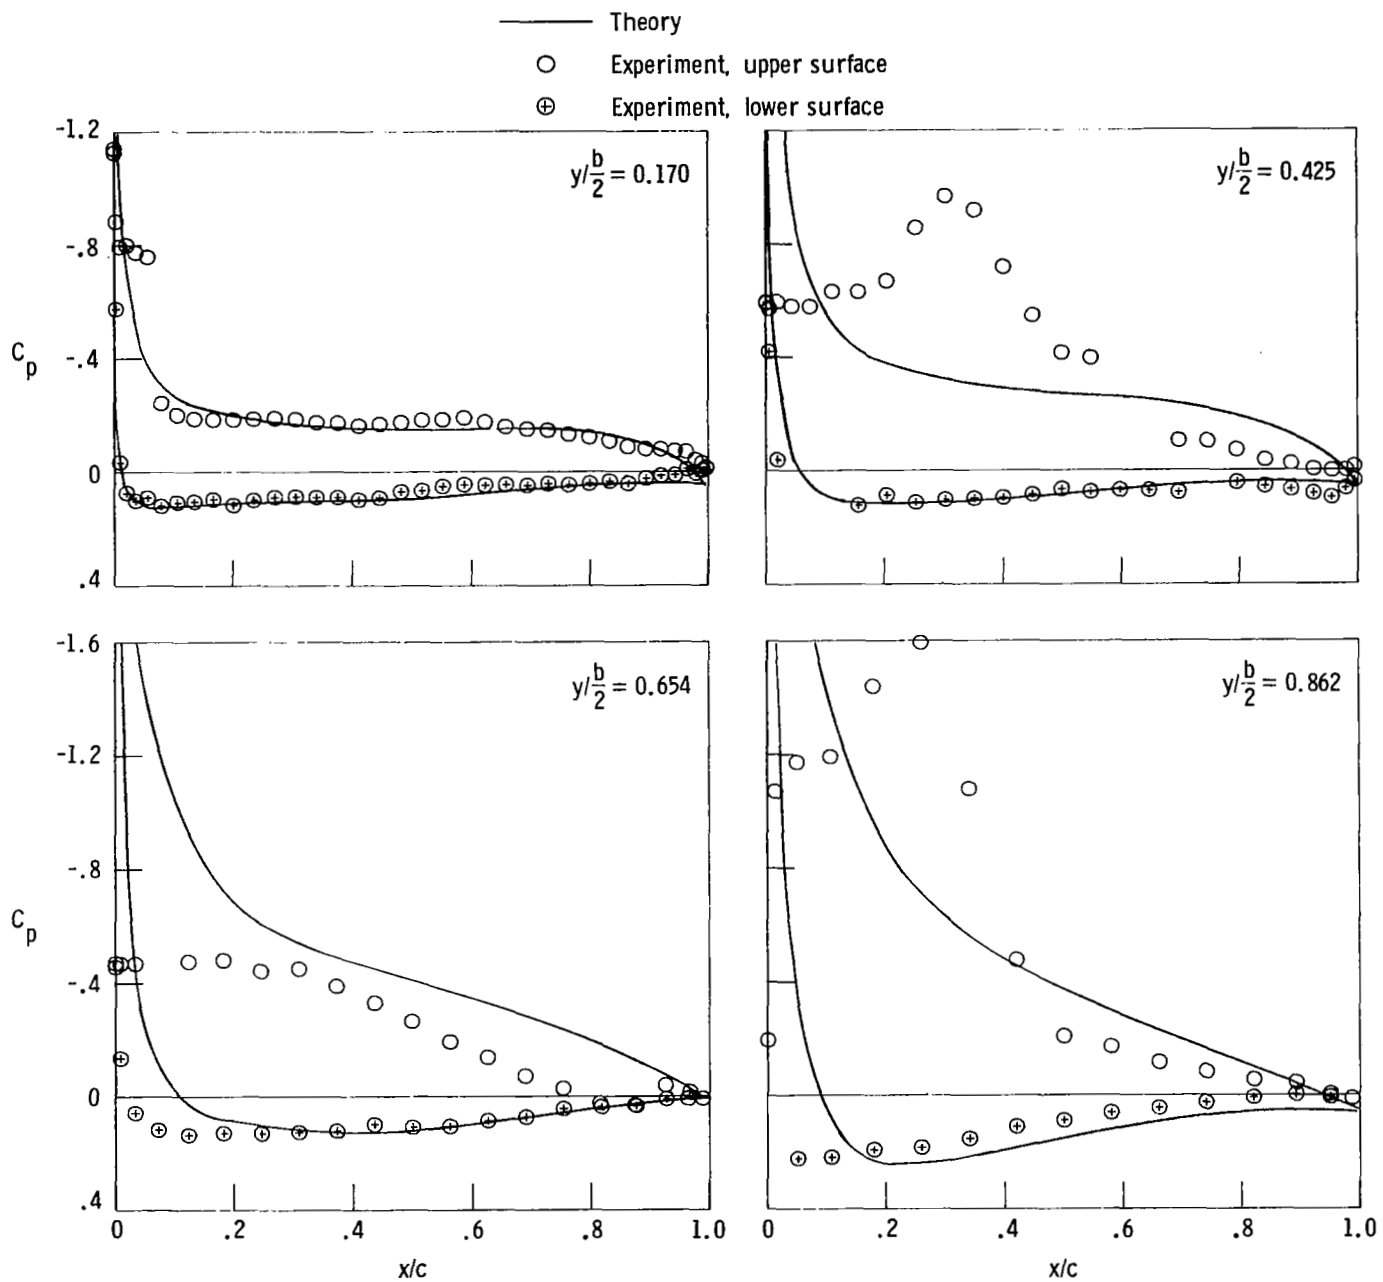 Theory
Experiment, upper surface
Experiment, lower surface
-1.2
-.8
-.4
0
.4
Cp
y/b/2 = 0.170
y/b/2 = 0.425
-1.6
-1.2
-.8
-.4
0
.4
Cp
y/b/2 = 0.654
y/b/2 = 0.862
0 .2 .4 .6 .8 1.0
0 .2 .4 .6 .8 1.0
x/c
x/c